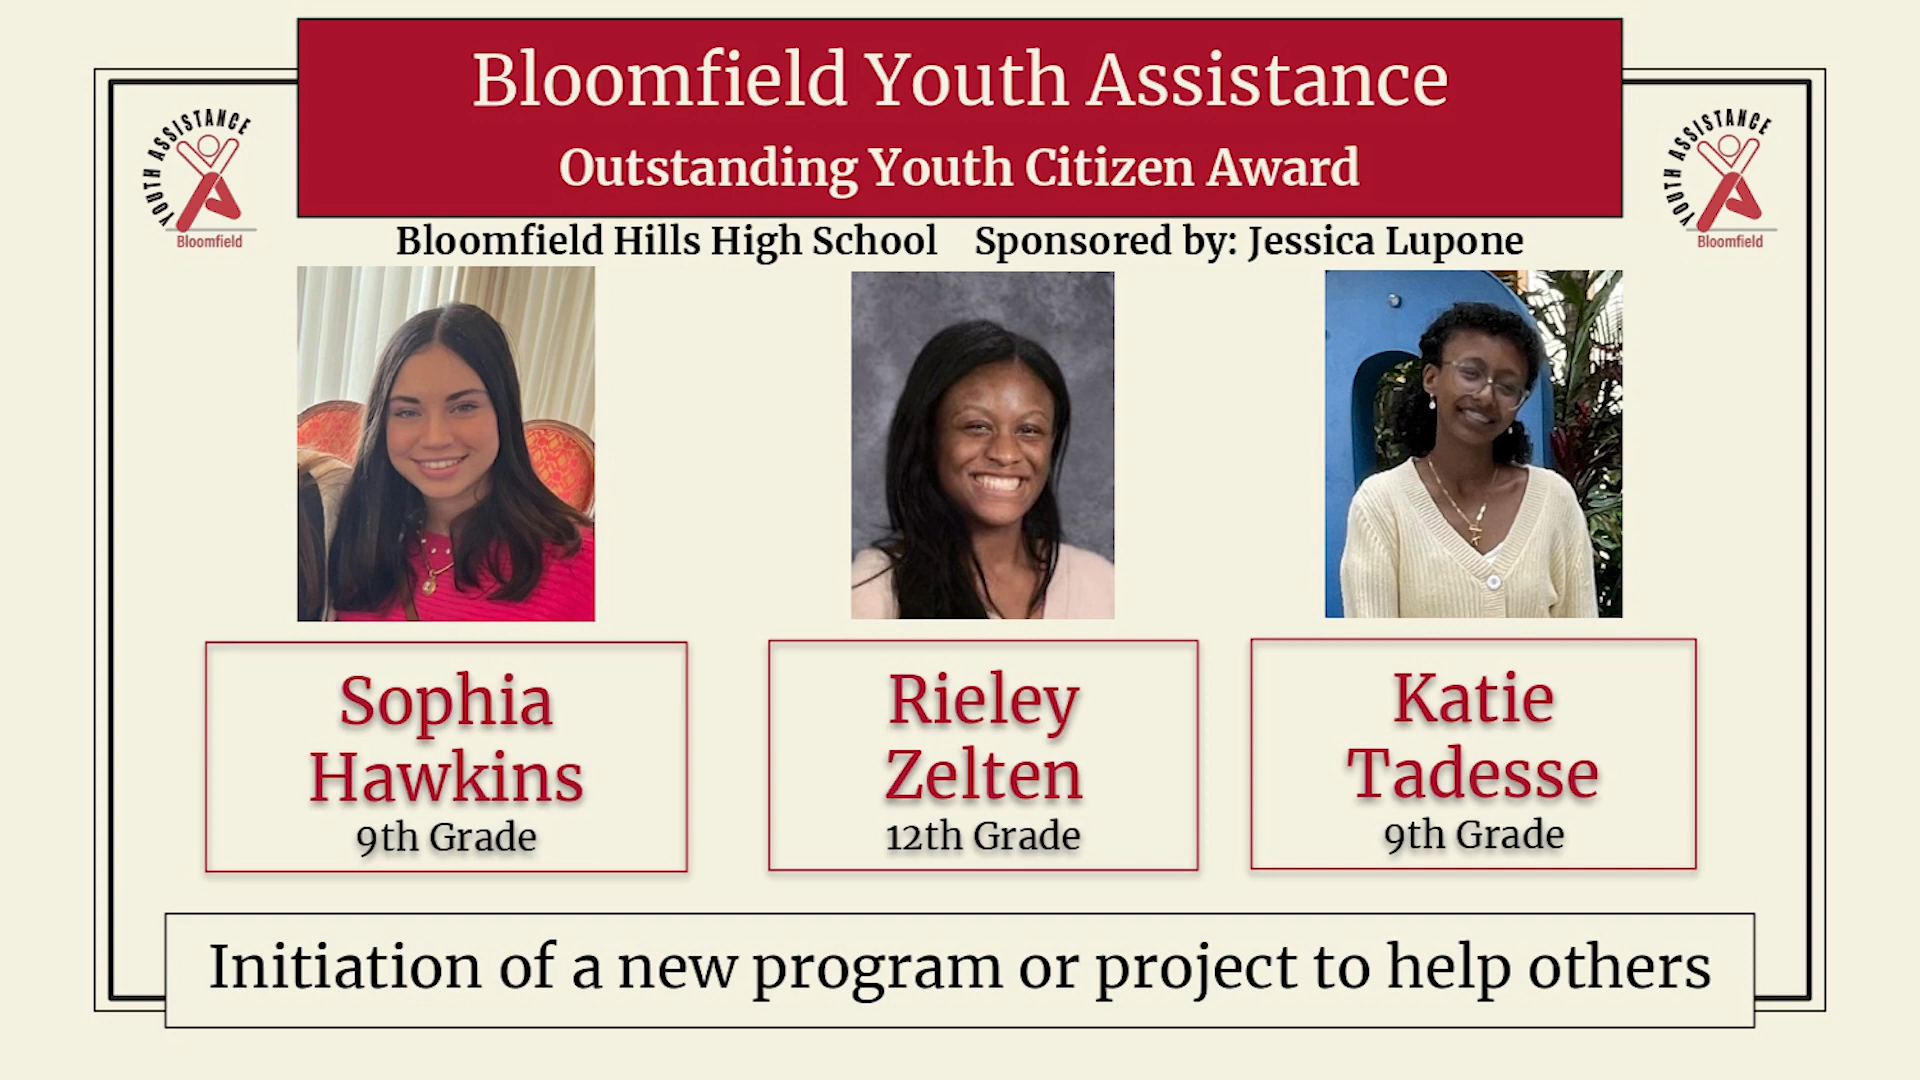 Bloomfield Youth Assistance
Outstanding Youth Citizen Award
YOUTH ASSISTANCE
Bloomfield
YOUTH ASSISTANCE
Bloomfield
Bloomfield Hills High School Sponsored by: Jessica Lupone
Sophia
Hawkins
9th Grade
Rieley
Zelten
12th Grade
Katie
Tadesse
9th Grade
Initiation of a new program or project to help others